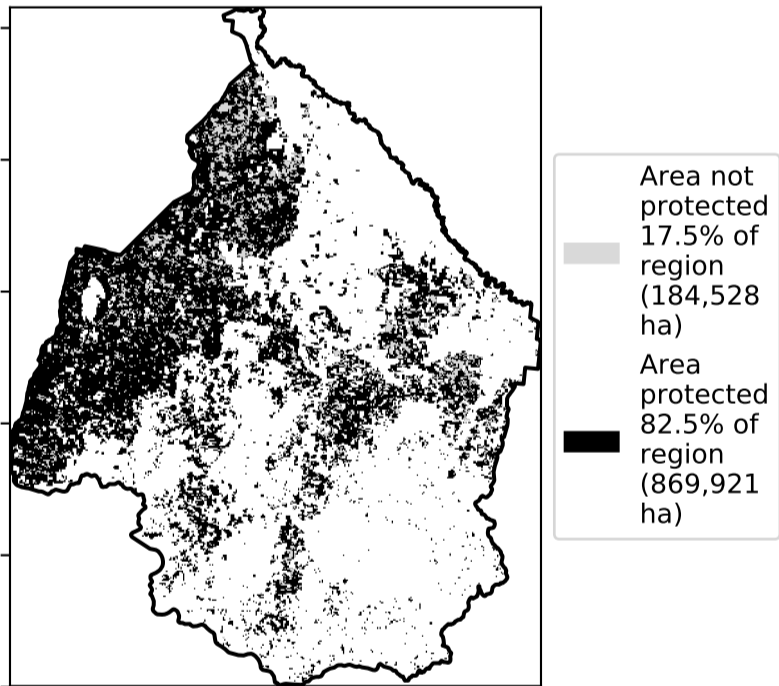 Area not
protected
17.5% of
region
(184,528
ha)
Area
protected
82.5% of
region
(869,921
ha)